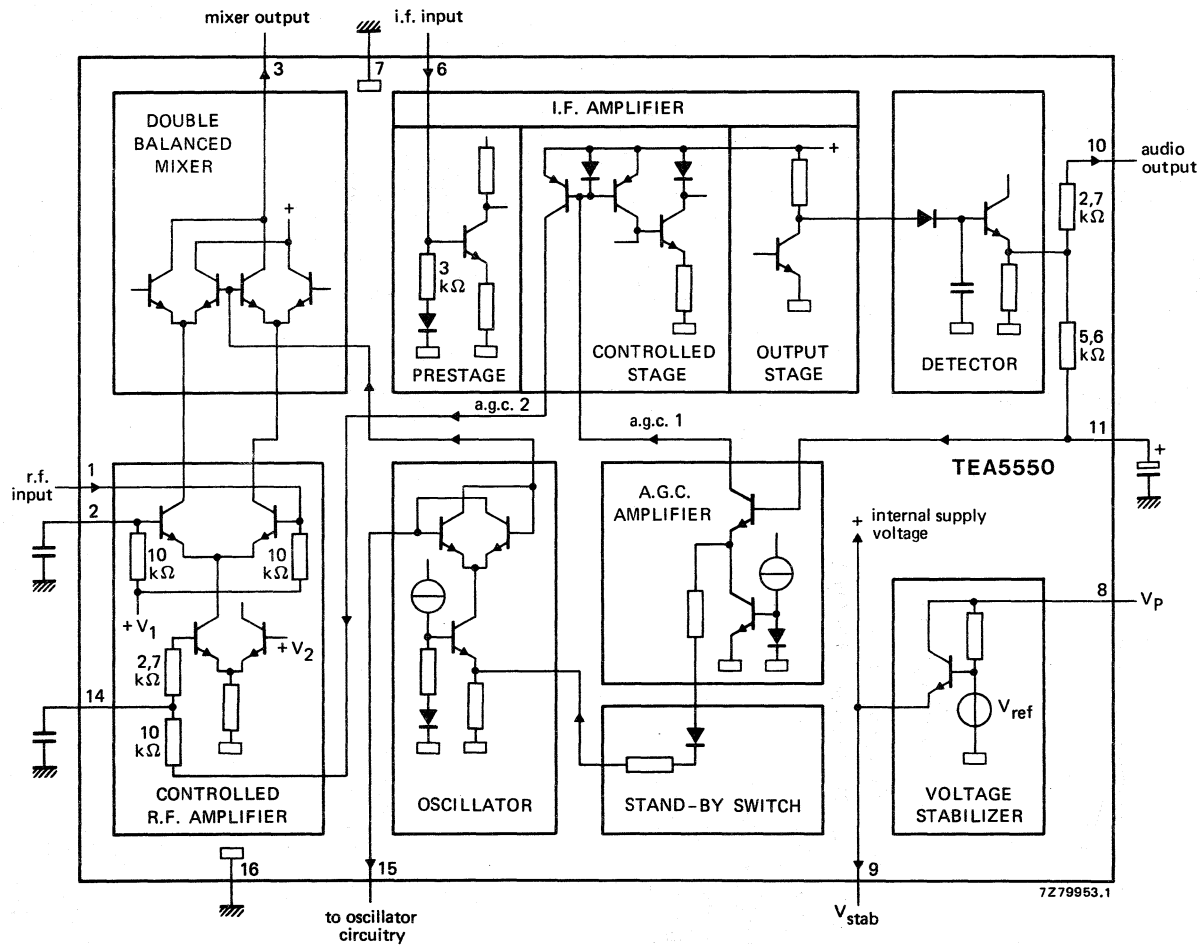 mixer output
i.f. input
3
7
6
I.F. AMPLIFIER
DOUBLE
BALANCED
MIXER
+
+
10
audio
output
2,7
kΩ
3
kΩ
5,6
kΩ
PRESTAGE
CONTROLLED
STAGE
OUTPUT
STAGE
DETECTOR
a.g.c. 2
a.g.c. 1
11
+
TEA5550
1
r.f.
input
2
A.G.C.
AMPLIFIER
+ internal supply
voltage
10
kΩ
10
kΩ
8
VP
+ V1
+ V2
2,7
kΩ
14
Vref
10
kΩ
CONTROLLED
R.F. AMPLIFIER
OSCILLATOR
STAND-BY SWITCH
VOLTAGE
STABILIZER
16
15
9
7Z79953.1
to oscillator
circuitry
Vstab